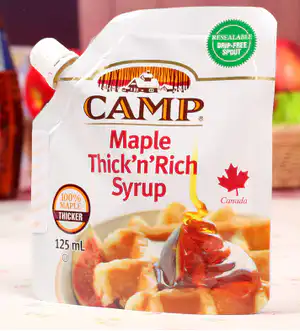 RESEALABLE
DRIP-FREE
SPOUT
CAMP®
Maple
Thick'n'Rich
Syrup
Canada
100%
MAPLE
THICKER
125 mL